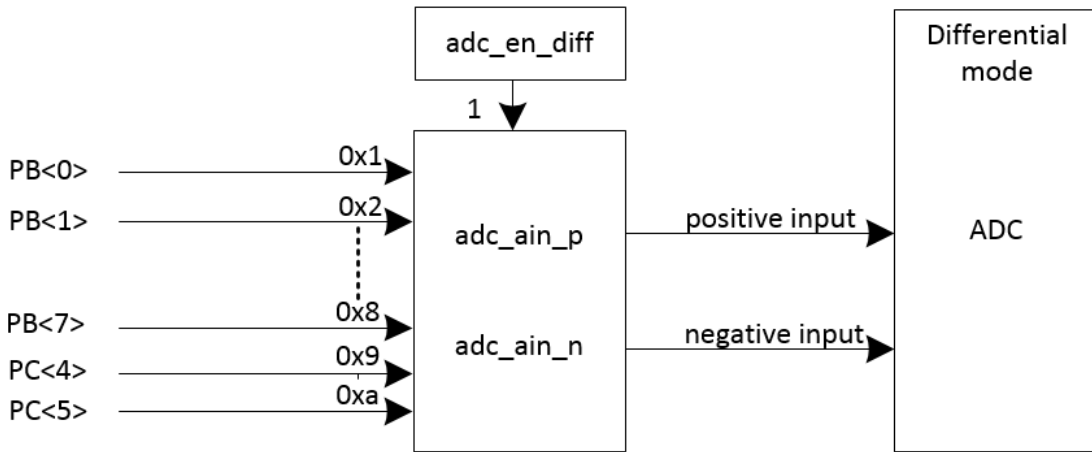 adc_en_diff
Differential
mode
1
PB<0>
0x1
PB<1>
0x2
adc_ain_p
positive input
ADC
PB<7>
0x8
adc_ain_n
negative input
PC<4>
0x9
PC<5>
0xa